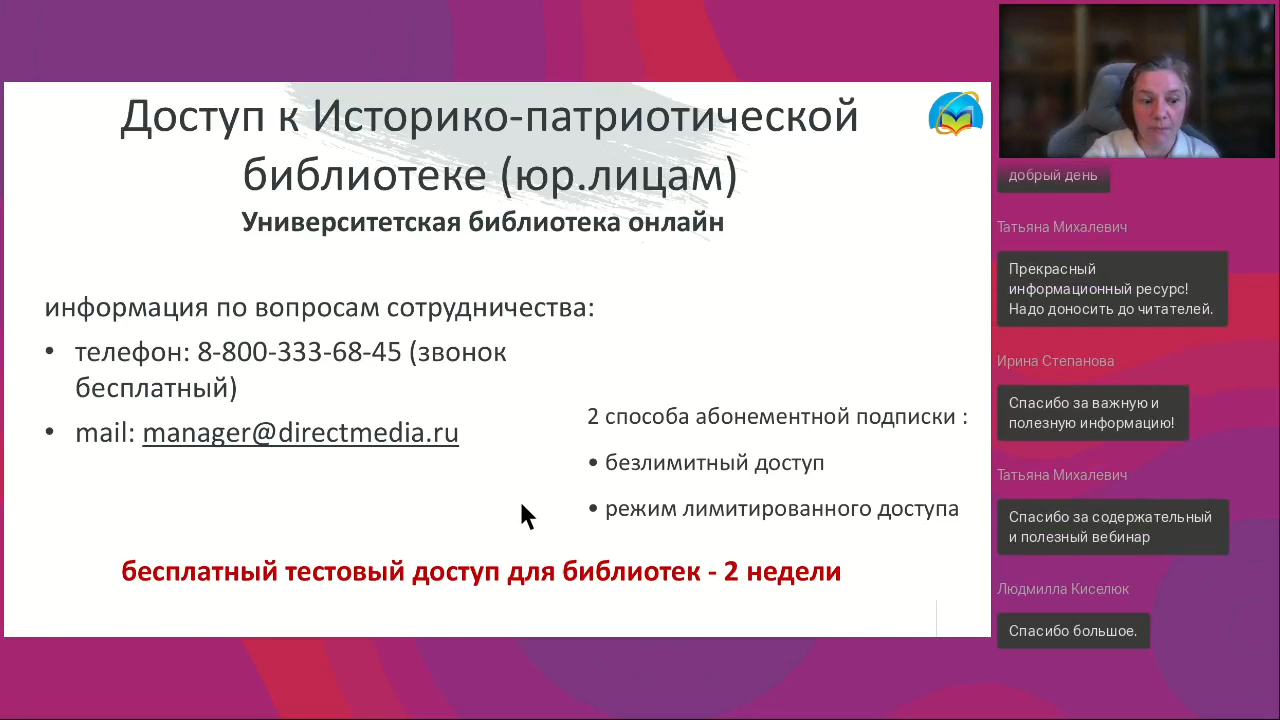 Доступ к Историко-патриотической
библиотеке (юр.лицам)
Университетская библиотека онлайн
информация по вопросам сотрудничества:
• телефон: 8-800-333-68-45 (звонок
бесплатный)
• mail: manager@directmedia.ru
2 способа абонементной подписки :
• безлимитный доступ
• режим лимитированного доступа
бесплатный тестовый доступ для библиотек - 2 недели
добрый день
Татьяна Михалевич
Прекрасный
информационный ресурс!
Надо доносить до читателей.
Ирина Степанова
Спасибо за важную и
полезную информацию!
Татьяна Михалевич
Спасибо за содержательный
и полезный вебинар
Людмилла Киселюк
Спасибо большое.